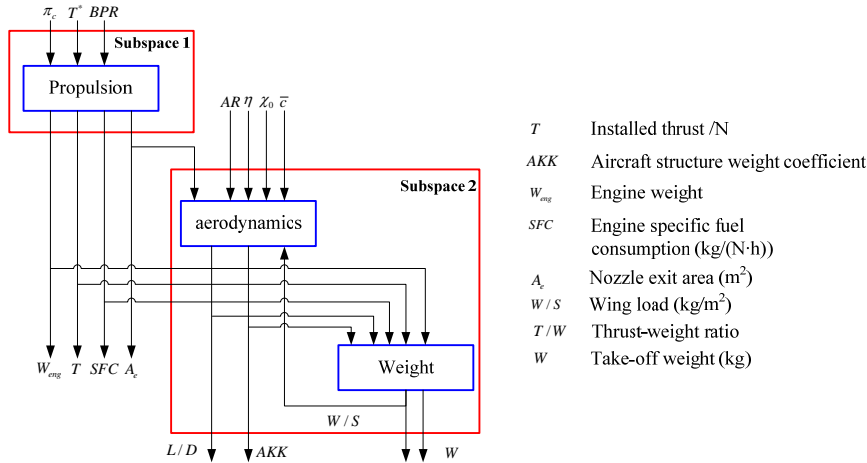 π_c T* BPR
Subspace 1
Propulsion
AR η χ₀ c̅
Subspace 2
aerodynamics
Weight
W_eng T SFC A_e
W / S
L / D AKK W
T Installed thrust /N
AKK Aircraft structure weight coefficient
W_eng Engine weight
SFC Engine specific fuel
consumption (kg/(N·h))
A_e Nozzle exit area (m²)
W / S Wing load (kg/m²)
T / W Thrust-weight ratio
W Take-off weight (kg)